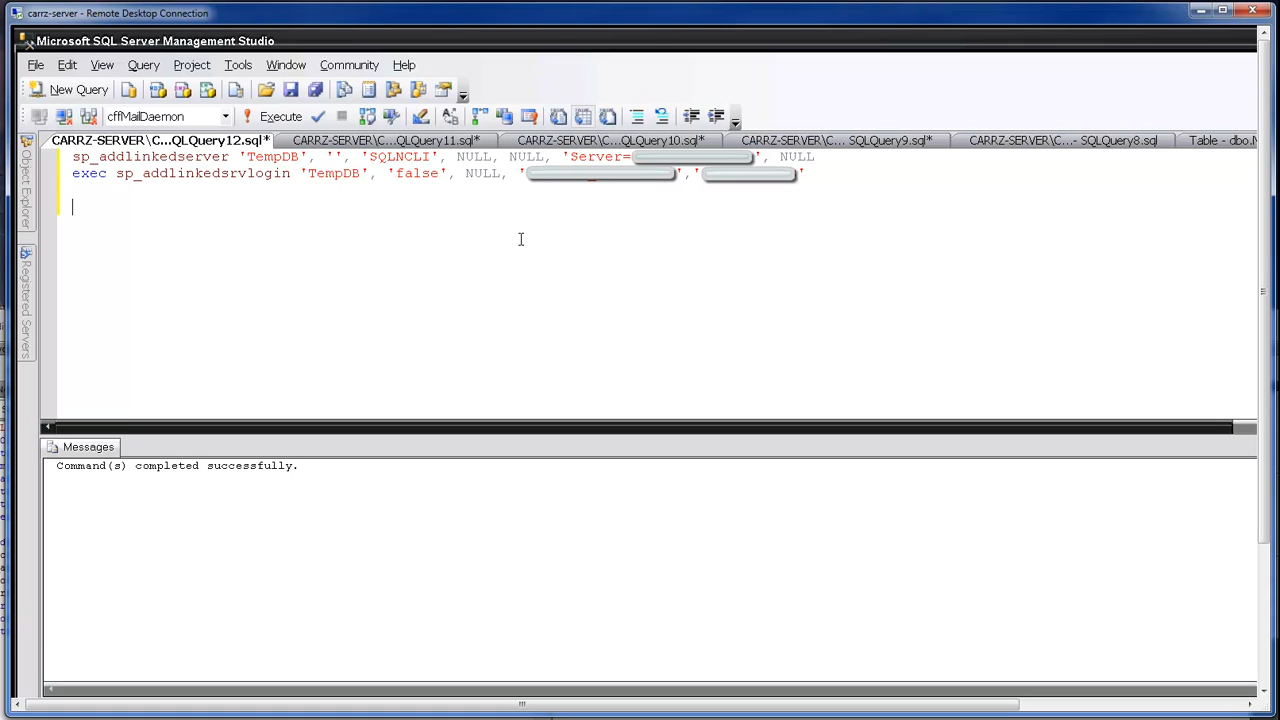 carrz-server - Remote Desktop Connection
Microsoft SQL Server Management Studio
File Edit View Query Project Tools Window Community Help
New Query
cffMailDaemon Execute
CARRZ-SERVER\C...QLQuery12.sql* CARRZ-SERVER\C...QLQuery11.sql* CARRZ-SERVER\C...QLQuery10.sql* CARRZ-SERVER\C... SQLQuery9.sql* CARRZ-SERVER\C...- SQLQuery8.sql Table - dbo.
sp_addlinkedserver 'TempDB', '', 'SQLNCLI', NULL, NULL, 'Server= ', NULL
exec sp_addlinkedsrvlogin 'TempDB', 'false', NULL, ' ',' '
Object Explorer
Registered Servers
Messages
Command(s) completed successfully.